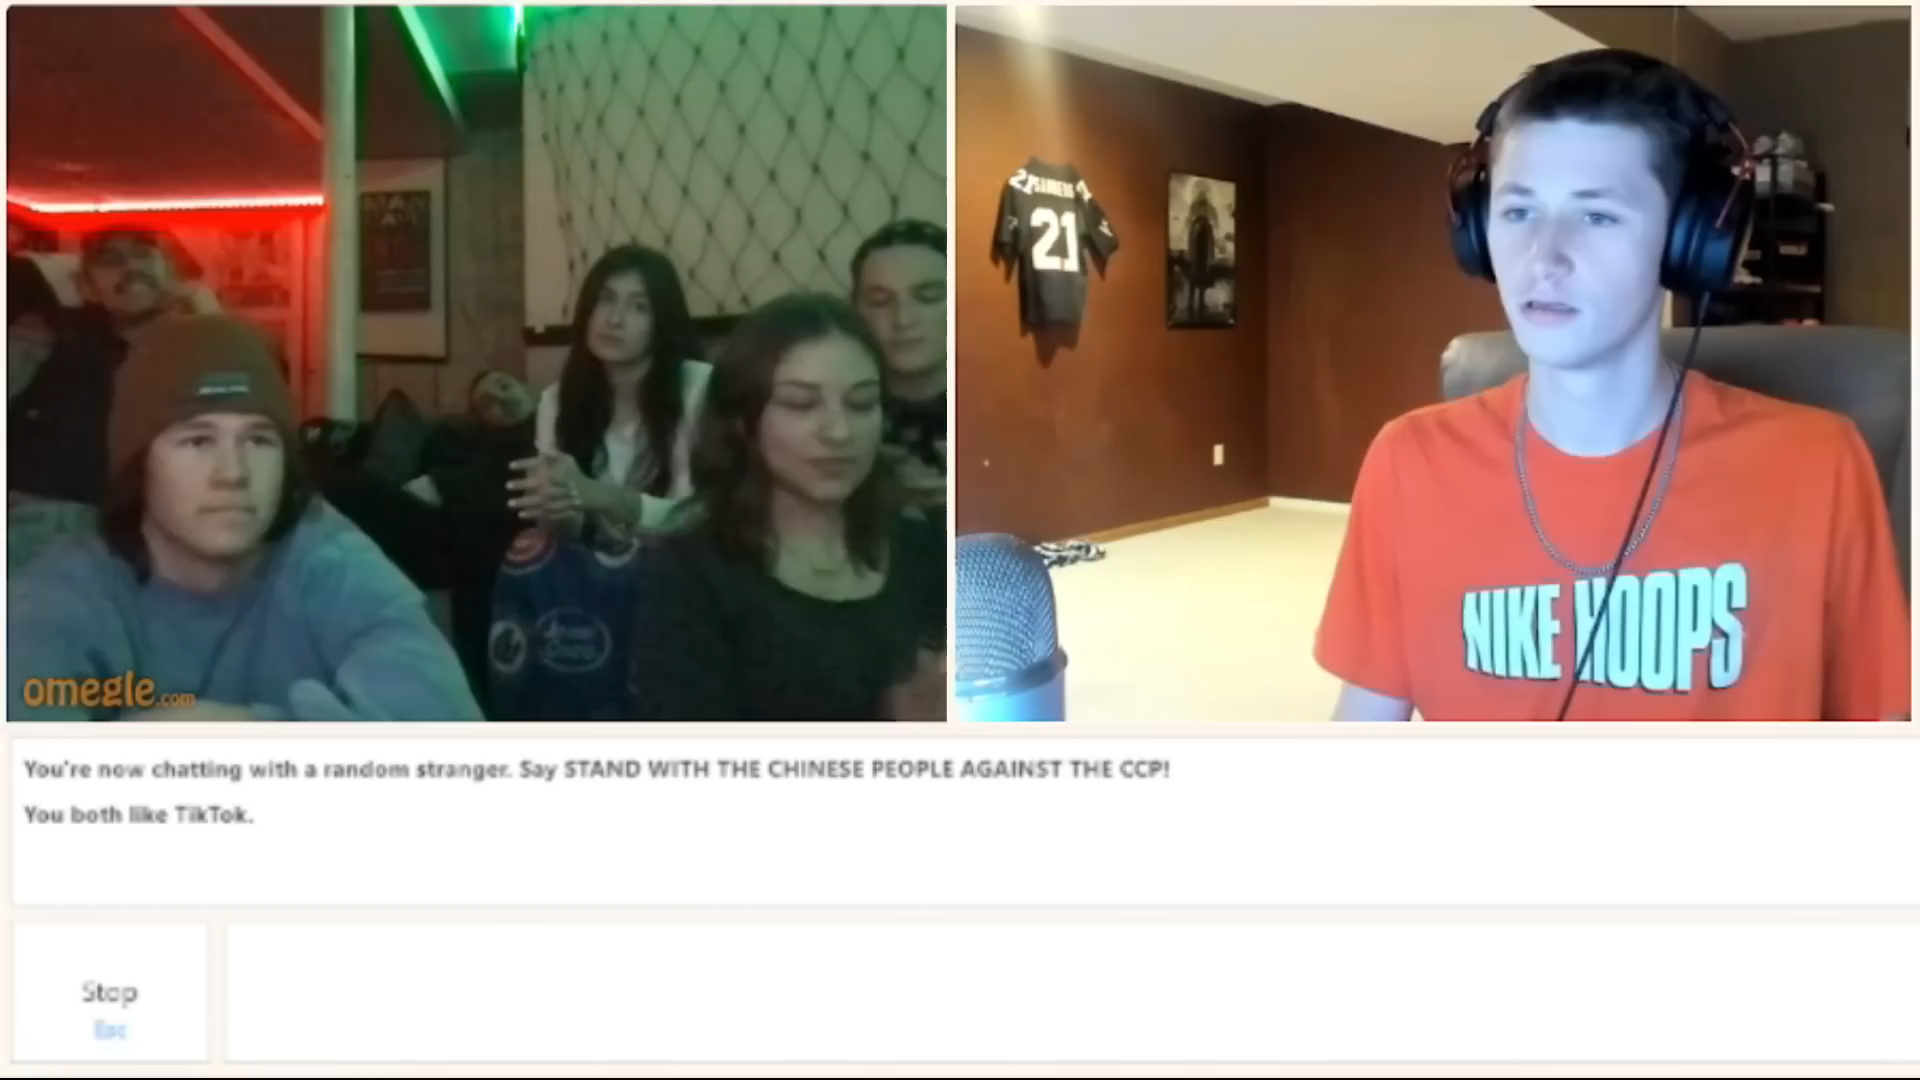 21
21
omegle.com
NIKE HOOPS
You're now chatting with a random stranger. Say STAND WITH THE CHINESE PEOPLE AGAINST THE CCP!
You both like TikTok.
Stop
Esc